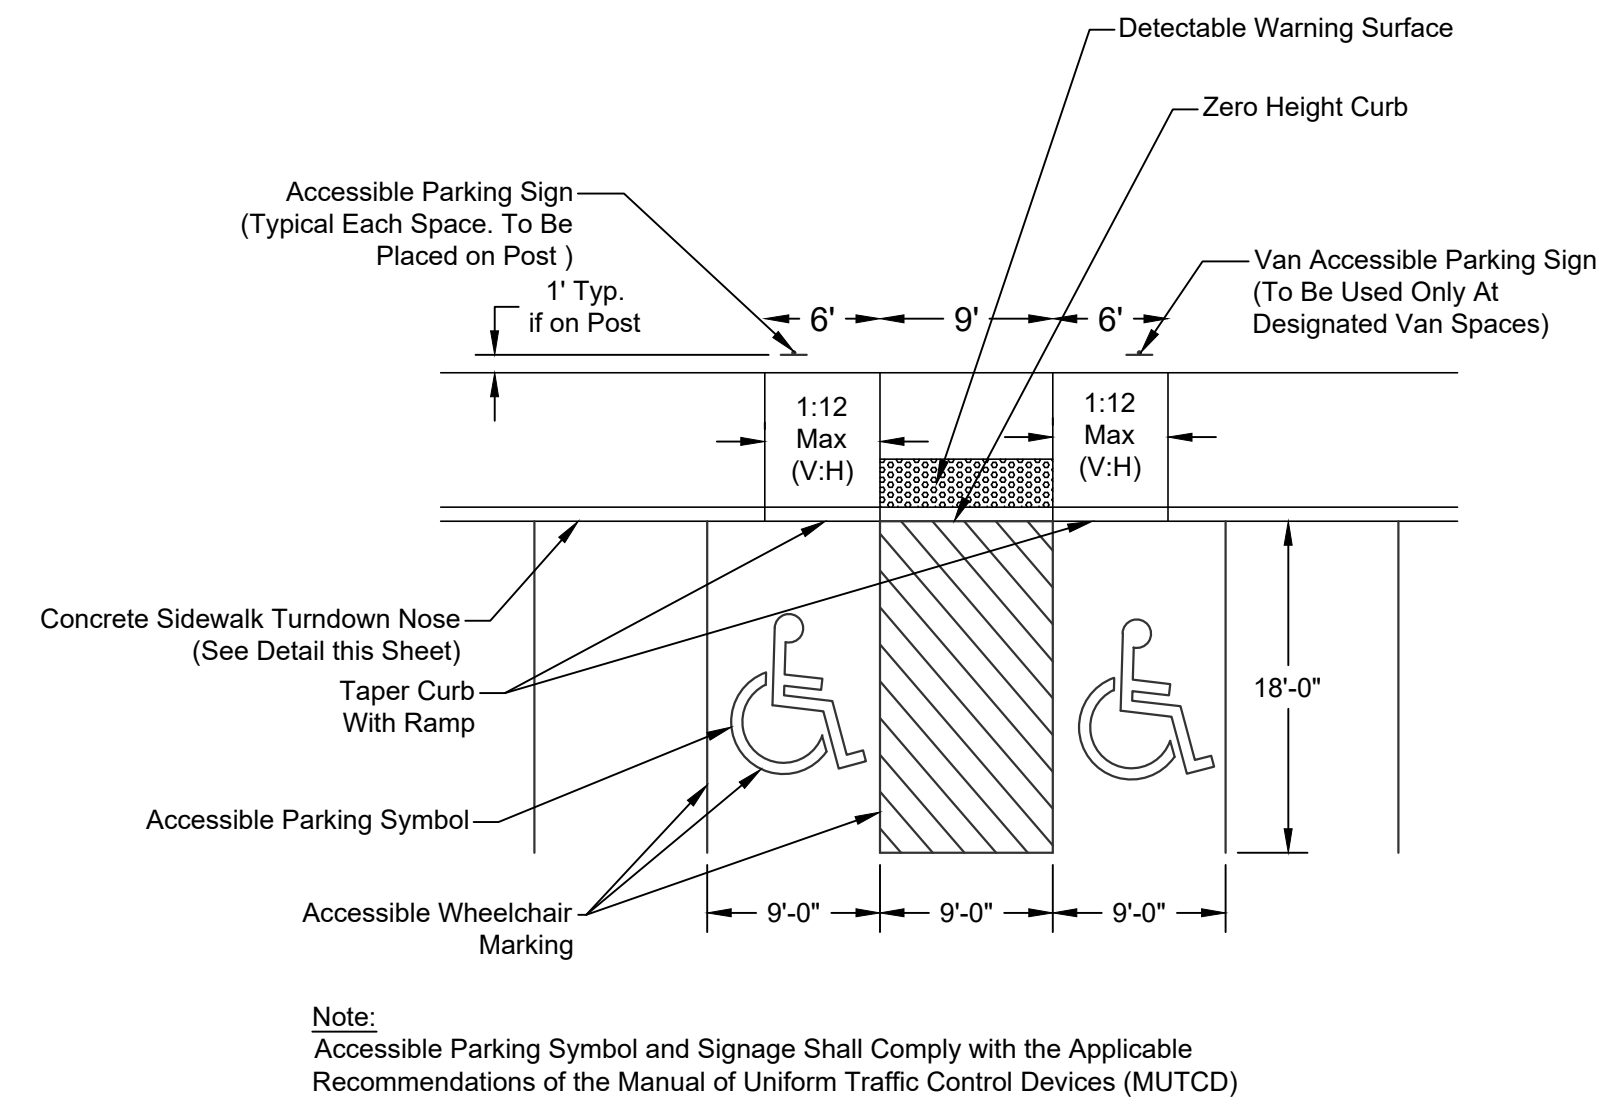 Detectable Warning Surface
Zero Height Curb
Accessible Parking Sign
(Typical Each Space. To Be
Placed on Post )
Van Accessible Parking Sign
(To Be Used Only At
Designated Van Spaces)
1' Typ.
if on Post
6'
9'
6'
1:12
Max
(V:H)
1:12
Max
(V:H)
Concrete Sidewalk Turndown Nose
(See Detail this Sheet)
Taper Curb
With Ramp
18'-0"
Accessible Parking Symbol
Accessible Wheelchair
Marking
9'-0"
9'-0"
9'-0"
Note:
Accessible Parking Symbol and Signage Shall Comply with the Applicable
Recommendations of the Manual of Uniform Traffic Control Devices (MUTCD)